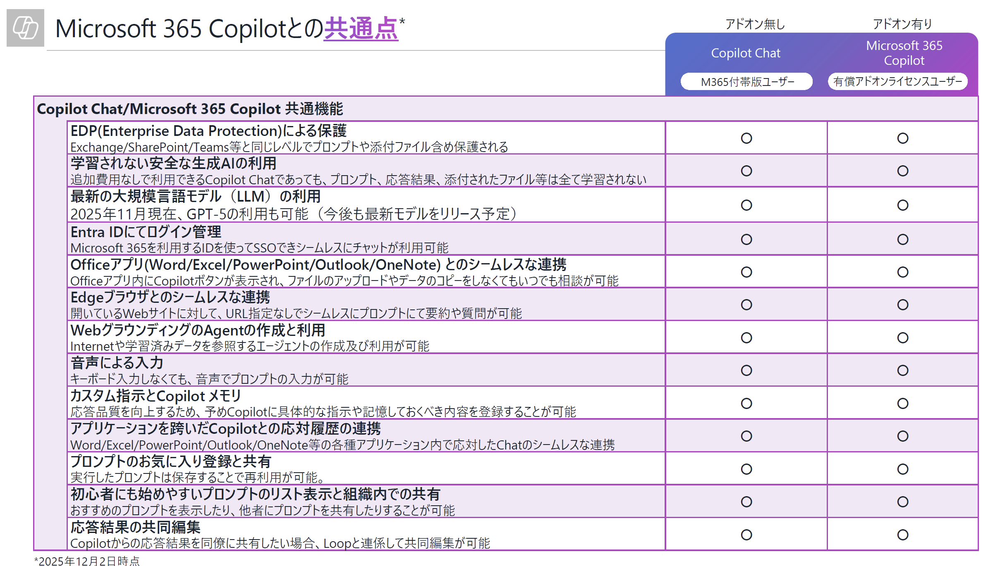 Microsoft 365 Copilotとの共通点*
アドオン無し
アドオン有り
Copilot Chat
Microsoft 365
Copilot
M365付帯版ユーザー
有償アドオンライセンスユーザー
Copilot Chat/Microsoft 365 Copilot 共通機能
EDP(Enterprise Data Protection)による保護
Exchange/SharePoint/Teams等と同じレベルでプロンプトや添付ファイル含め保護される
〇 〇
学習されない安全な生成AIの利用
追加費用なしで利用できるCopilot Chatであっても、プロンプト、応答結果、添付されたファイル等は全て学習されない
〇 〇
最新の大規模言語モデル（LLM）の利用
2025年11月現在、GPT-5の利用も可能（今後も最新モデルをリリース予定）
〇 〇
Entra IDにてログイン管理
Microsoft 365を利用するIDを使ってSSOできシームレスにチャットが利用可能
〇 〇
Officeアプリ(Word/Excel/PowerPoint/Outlook/OneNote) とのシームレスな連携
Officeアプリ内にCopilotボタンが表示され、ファイルのアップロードやデータのコピーをしなくてもいつでも相談が可能
〇 〇
Edgeブラウザとのシームレスな連携
開いているWebサイトに対して、URL指定なしでシームレスにプロンプトにて要約や質問が可能
〇 〇
WebグラウンディングのAgentの作成と利用
Internetや学習済みデータを参照するエージェントの作成及び利用が可能
〇 〇
音声による入力
キーボード入力しなくても、音声でプロンプトの入力が可能
〇 〇
カスタム指示とCopilot メモリ
応答品質を向上するため、予めCopilotに具体的な指示や記憶しておくべき内容を登録することが可能
〇 〇
アプリケーションを跨いだCopilotとの応対履歴の連携
Word/Excel/PowerPoint/Outlook/OneNote等の各種アプリケーション内で応対したChatのシームレスな連携
〇 〇
プロンプトのお気に入り登録と共有
実行したプロンプトは保存することで再利用が可能。
〇 〇
初心者にも始めやすいプロンプトのリスト表示と組織内での共有
おすすめのプロンプトを表示したり、他者にプロンプトを共有したりすることが可能
〇 〇
応答結果の共同編集
Copilotからの応答結果を同僚に共有したい場合、Loopと連係して共同編集が可能
〇 〇
*2025年12月2日時点